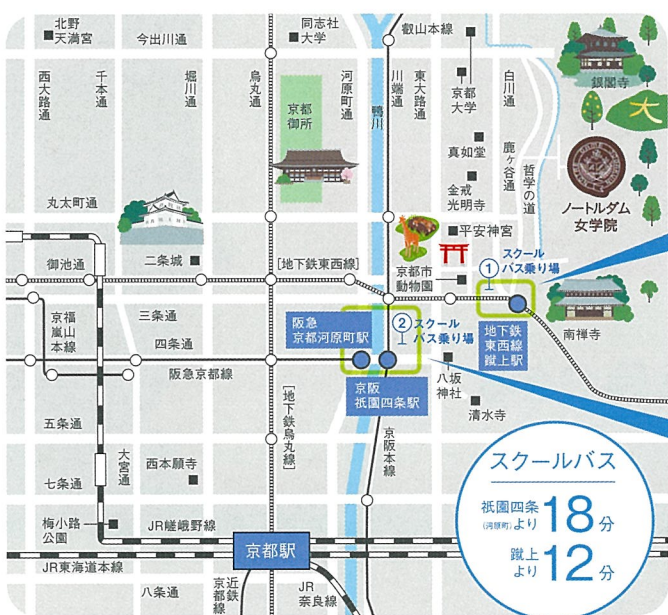 北野
天満宮
今出川通
同志社
大学
叡山本線
銀閣寺
大
西大路通
千本通
堀川通
烏丸通
河原町通
鴨川
川端通
東大路通
京都
大学
白川通
京都
御所
真如堂
鹿ヶ谷通
哲学の道
金戒
光明寺
ノートルダム
女学院
丸太町通
平安神宮
御池通
二条城
[地下鉄東西線]
京都市
動物園
① スクール
バス乗り場
南禅寺
京福
嵐山
本線
三条通
四条通
阪急
京都河原町駅
② スクール
バス乗り場
地下鉄
東西線
蹴上駅
阪急京都線
京阪
祇園四条駅
八坂
神社
清水寺
五条通
[地下鉄烏丸線]
京阪本線
大宮通
西本願寺
七条通
スクールバス
祇園四条
(河原町)より 18分
蹴上
より 12分
梅小路
公園
JR嵯峨野線
京都駅
JR東海道本線
八条通
近鉄
京都線
JR
奈良線